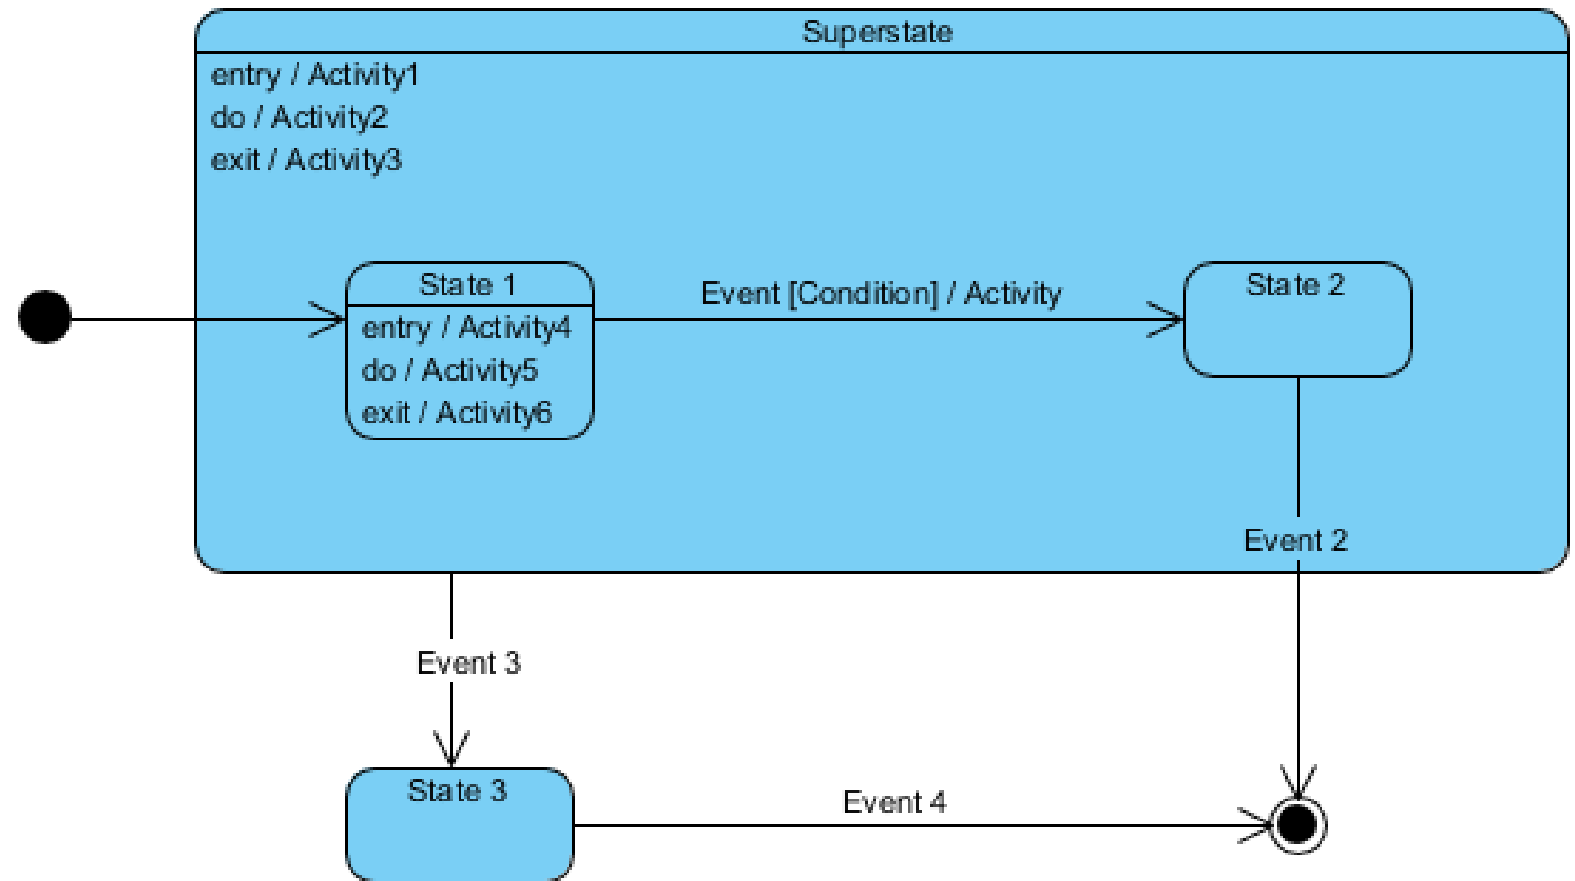 Superstate
entry / Activity1
do / Activity2
exit / Activity3
State 1
entry / Activity4
do / Activity5
exit / Activity6
Event [Condition] / Activity
State 2
Event 2
Event 3
State 3
Event 4